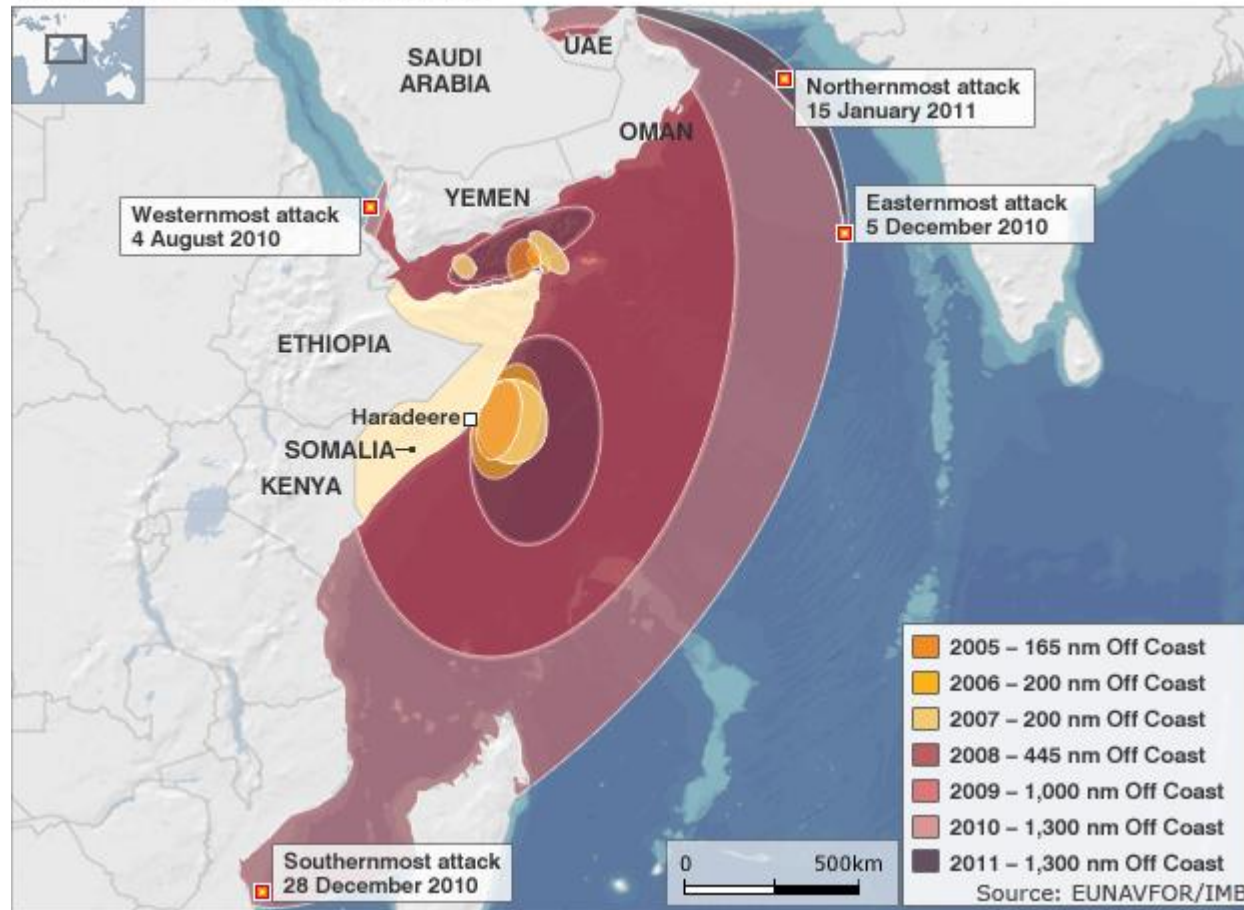 SAUDI
ARABIA
UAE
Northernmost attack
15 January 2011
OMAN
YEMEN
Westernmost attack
4 August 2010
Easternmost attack
5 December 2010
ETHIOPIA
Haradeere
SOMALIA
KENYA
2005 – 165 nm Off Coast
2006 – 200 nm Off Coast
2007 – 200 nm Off Coast
2008 – 445 nm Off Coast
2009 – 1,000 nm Off Coast
2010 – 1,300 nm Off Coast
2011 – 1,300 nm Off Coast
Southernmost attack
28 December 2010
0 500km
Source: EUNAVFOR/IMB